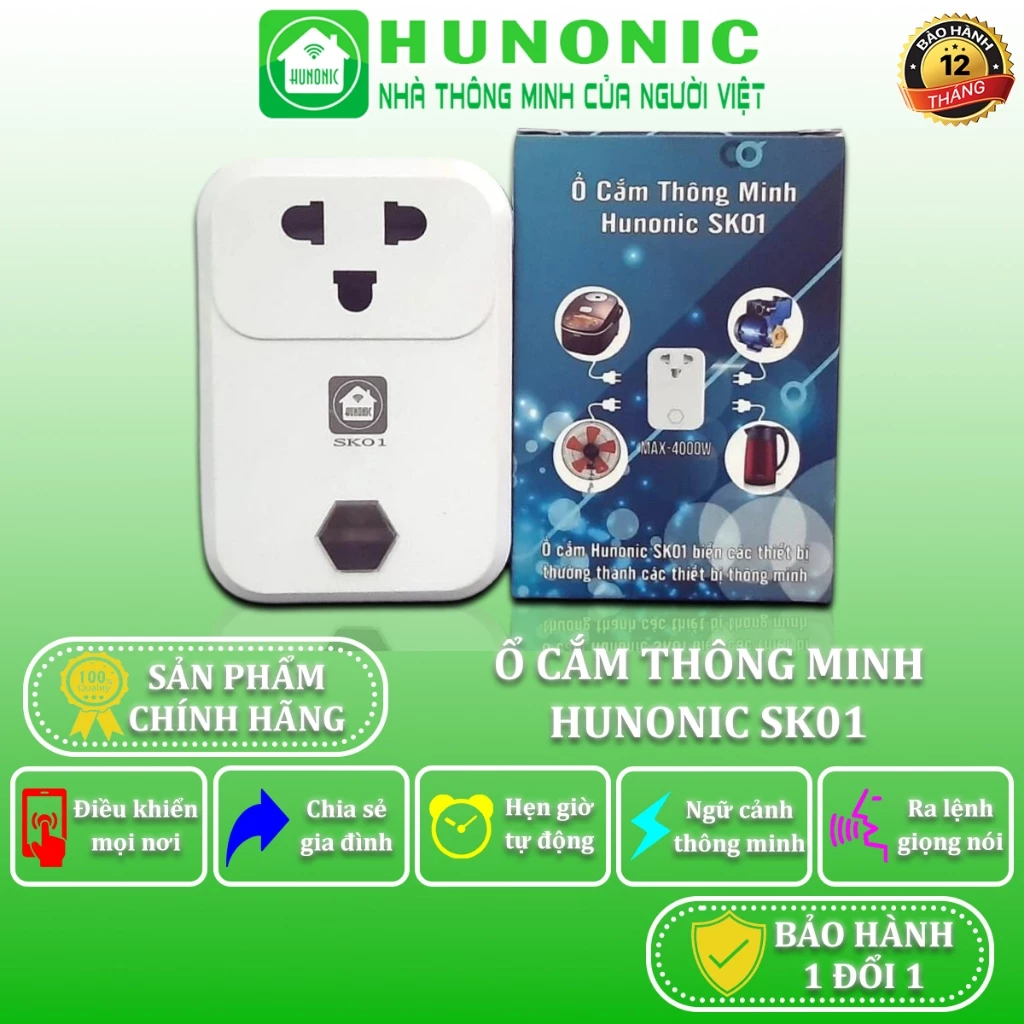 HUNONIC
HUNONIC
NHÀ THÔNG MINH CỦA NGƯỜI VIỆT
BẢO HÀNH
12
THÁNG
Ổ Cắm Thông Minh
Hunonic SK01
HUNONIC
SK01
MAX-4000W
Ổ cắm Hunonic SK01 biến các thiết bị
thường thành các thiết bị thông minh
SẢN PHẨM
CHÍNH HÃNG
100%
Quality
Ổ CẮM THÔNG MINH
HUNONIC SK01
Điều khiển
mọi nơi
Chia sẻ
gia đình
Hẹn giờ
tự động
Ngữ cảnh
thông minh
Ra lệnh
giọng nói
BẢO HÀNH
1 ĐỔI 1